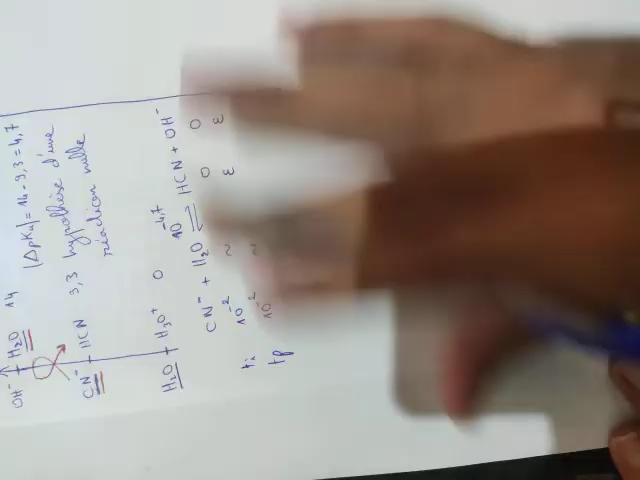 OH⁻ H₂O 14 |ΔpKa| = 14 - 9,3 = 4,7
CN⁻ HCN 9,3 hypothèse d'une
réaction nulle
H₂O H₃O⁺ 0
10^-4,7
CN⁻ + H₂O ⇌ HCN + OH⁻
ti 10⁻² ~ 0 0
tf 10⁻² ~ ε ε